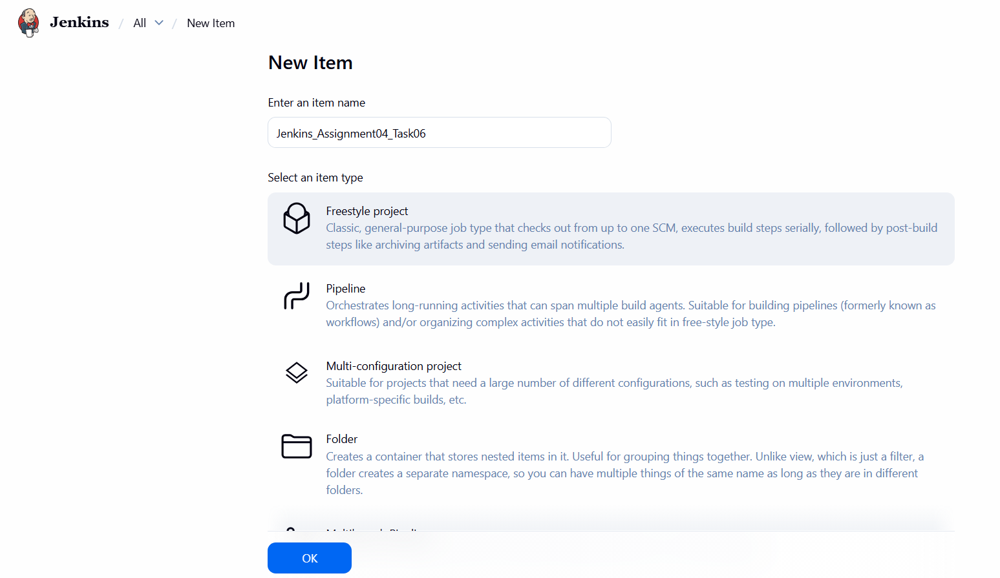 Jenkins / All / New Item
New Item
Enter an item name
Jenkins_Assignment04_Task06
Select an item type
Freestyle project
Classic, general-purpose job type that checks out from up to one SCM, executes build steps serially, followed by post-build
steps like archiving artifacts and sending email notifications.
Pipeline
Orchestrates long-running activities that can span multiple build agents. Suitable for building pipelines (formerly known as
workflows) and/or organizing complex activities that do not easily fit in free-style job type.
Multi-configuration project
Suitable for projects that need a large number of different configurations, such as testing on multiple environments,
platform-specific builds, etc.
Folder
Creates a container that stores nested items in it. Useful for grouping things together. Unlike view, which is just a filter, a
folder creates a separate namespace, so you can have multiple things of the same name as long as they are in different
folders.
OK